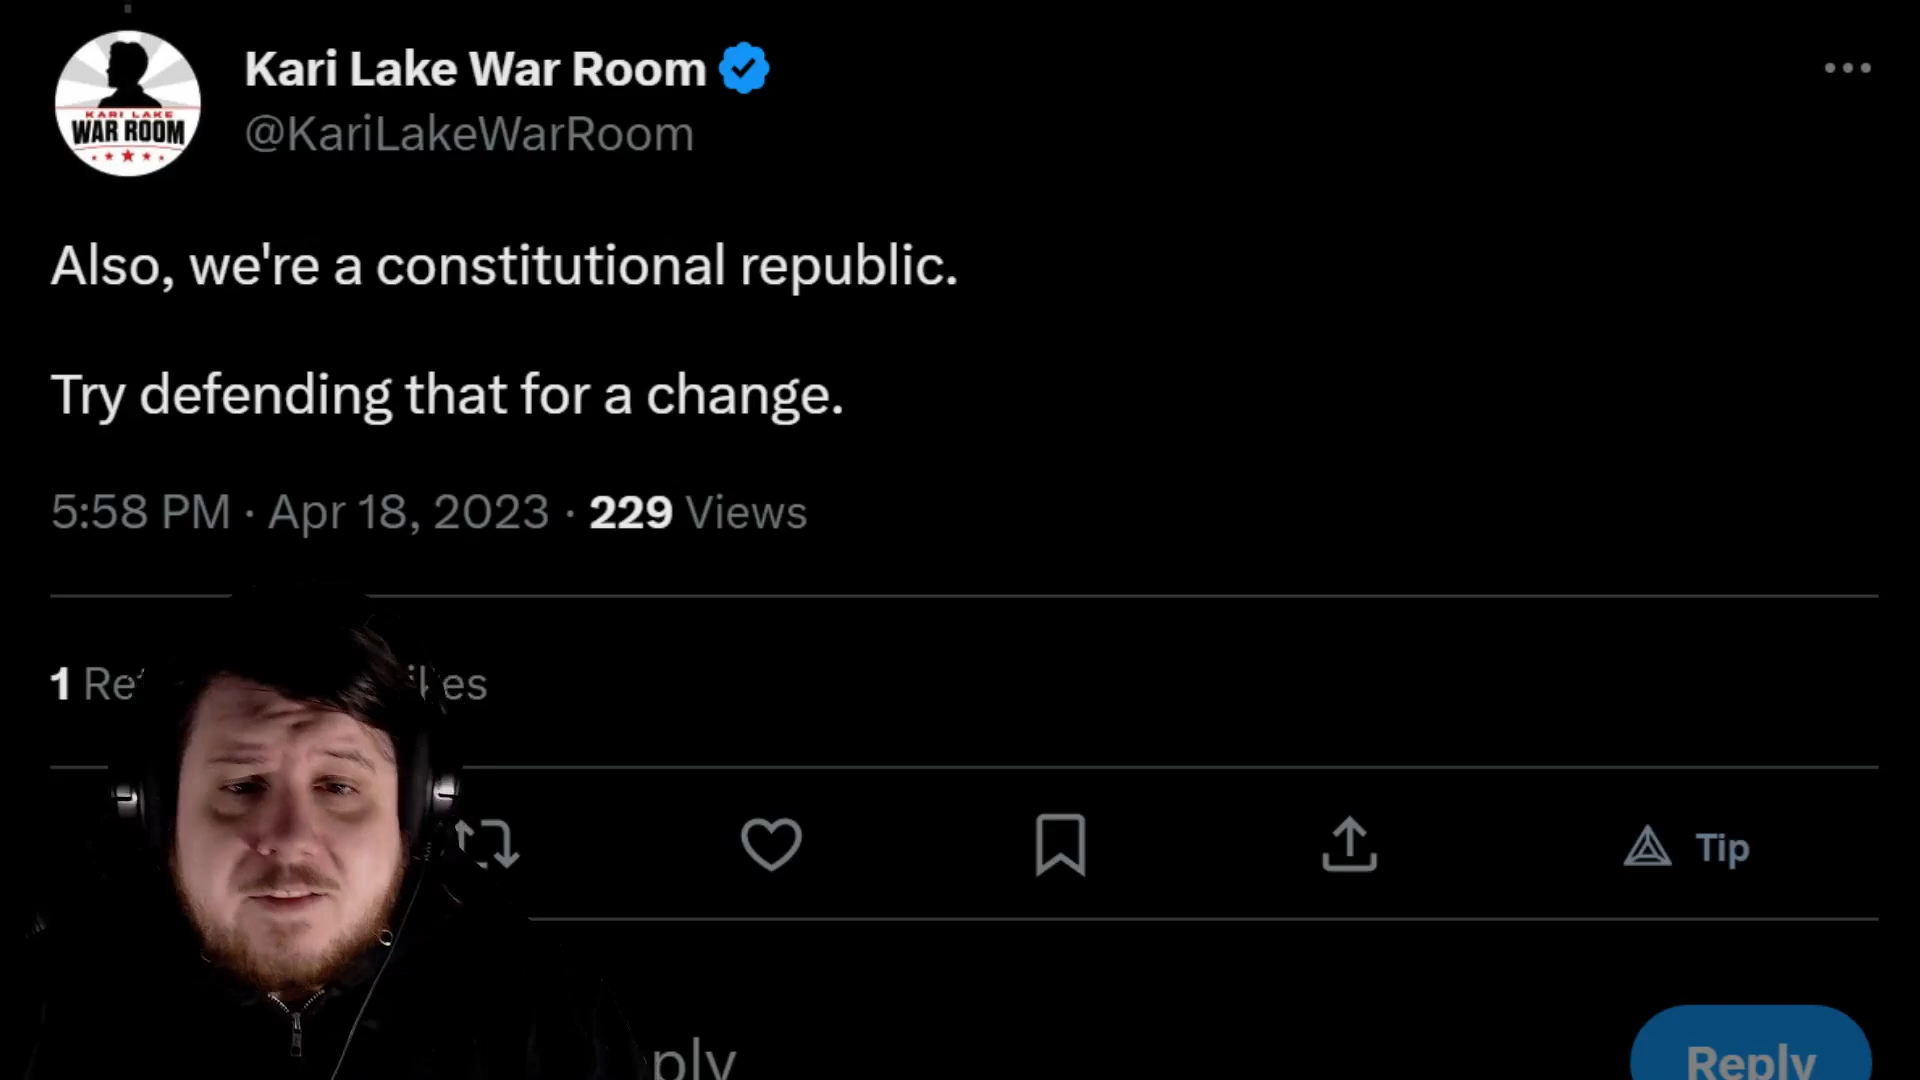 Kari Lake War Room
@KariLakeWarRoom
KARI LAKE
WAR ROOM
Also, we're a constitutional republic.
Try defending that for a change.
5:58 PM · Apr 18, 2023 · 229 Views
1
Tip
Reply